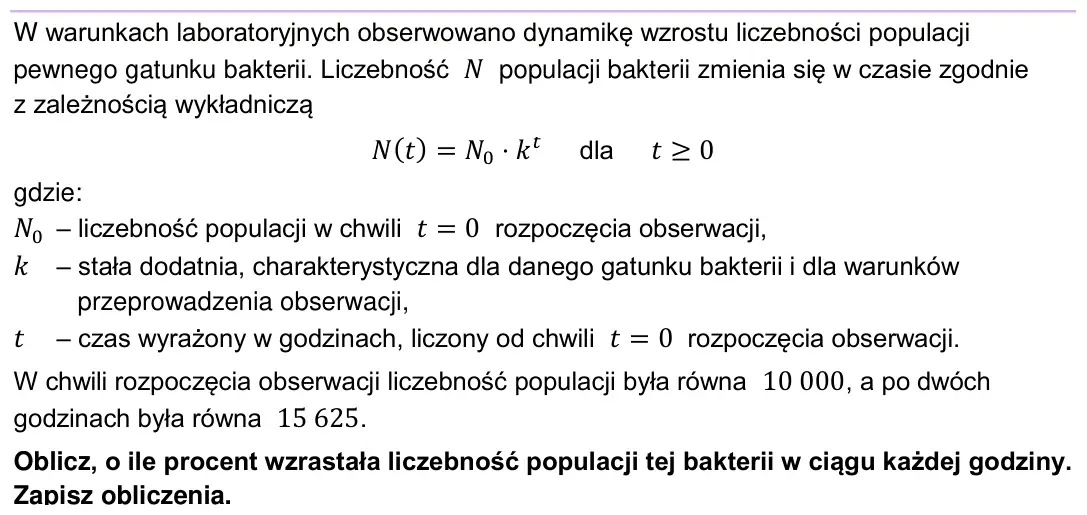 W warunkach laboratoryjnych obserwowano dynamikę wzrostu liczebności populacji
pewnego gatunku bakterii. Liczebność N populacji bakterii zmienia się w czasie zgodnie
z zależnością wykładniczą
N(t) = N₀ · kᵗ dla t ≥ 0
gdzie:
N₀ – liczebność populacji w chwili t = 0 rozpoczęcia obserwacji,
k – stała dodatnia, charakterystyczna dla danego gatunku bakterii i dla warunków
przeprowadzenia obserwacji,
t – czas wyrażony w godzinach, liczony od chwili t = 0 rozpoczęcia obserwacji.
W chwili rozpoczęcia obserwacji liczebność populacji była równa 10 000, a po dwóch
godzinach była równa 15 625.
Oblicz, o ile procent wzrastała liczebność populacji tej bakterii w ciągu każdej godziny.
Zapisz obliczenia.